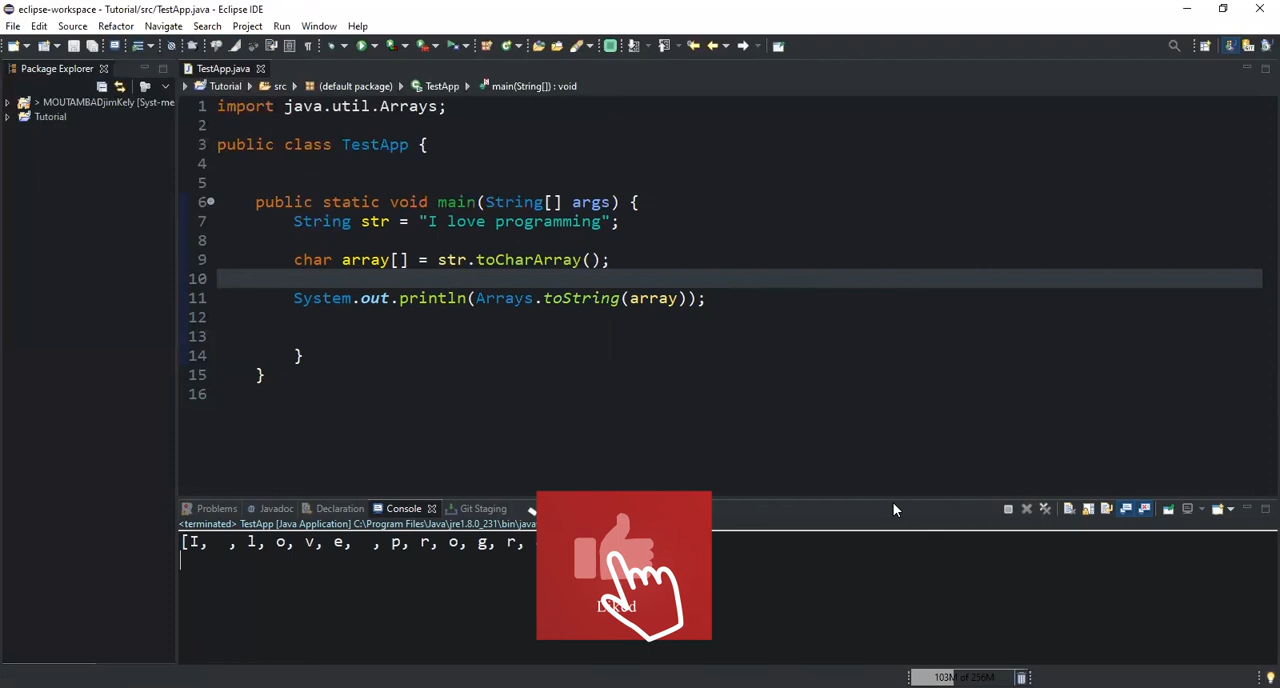 eclipse-workspace - Tutorial/src/TestApp.java - Eclipse IDE
File Edit Source Refactor Navigate Search Project Run Window Help
Package Explorer
TestApp.java
Tutorial src (default package) TestApp main(String[]) : void
> MOUTAMBADjimKely [Syst-me
Tutorial
1 import java.util.Arrays;
2
3 public class TestApp {
4
5
6 public static void main(String[] args) {
7 String str = "I love programming";
8
9 char array[] = str.toCharArray();
10
11 System.out.println(Arrays.toString(array));
12
13
14 }
15 }
16
Problems Javadoc Declaration Console Git Staging
<terminated> TestApp [Java Application] C:\Program Files\Java\jre1.8.0_231\bin\java
[I,  , l, o, v, e,  , p, r, o, g, r,
Liked
103M of 256M